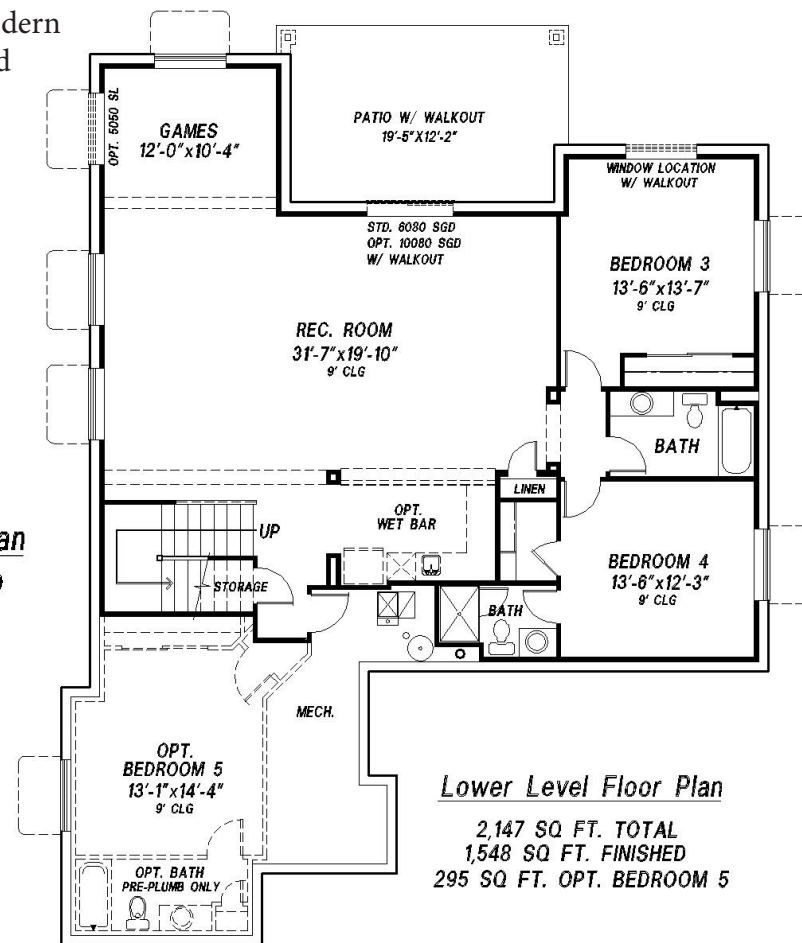 dern
d
GAMES
12'-0"x10'-4"
OPT. 5050 SL
PATIO W/ WALKOUT
19'-5"X12'-2"
WINDOW LOCATION
W/ WALKOUT
STD. 6080 SGD
OPT. 10080 SGD
W/ WALKOUT
BEDROOM 3
13'-6"x13'-7"
9' CLG
REC. ROOM
31'-7"x19'-10"
9' CLG
BATH
LINEN
OPT.
WET BAR
UP
an
STORAGE
BEDROOM 4
13'-6"x12'-3"
9' CLG
BATH
MECH.
OPT.
BEDROOM 5
13'-1"x14'-4"
9' CLG
OPT. BATH
PRE-PLUMB ONLY
Lower Level Floor Plan
2,147 SQ FT. TOTAL
1,548 SQ FT. FINISHED
295 SQ FT. OPT. BEDROOM 5